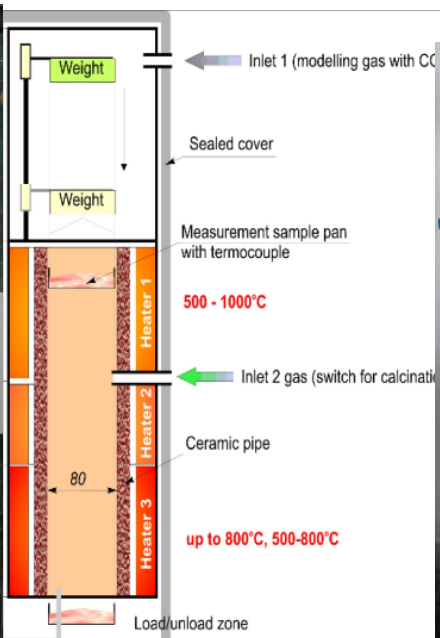 Weight
Inlet 1 (modelling gas with
Sealed cover
Weight
Measurement sample pan
with termocouple
Heater 1
500 - 1000°C
Inlet 2 gas (switch for
Heater 2
Ceramic pipe
80
Heater 3
up to 800°C, 500-800°C
Load/unload zone